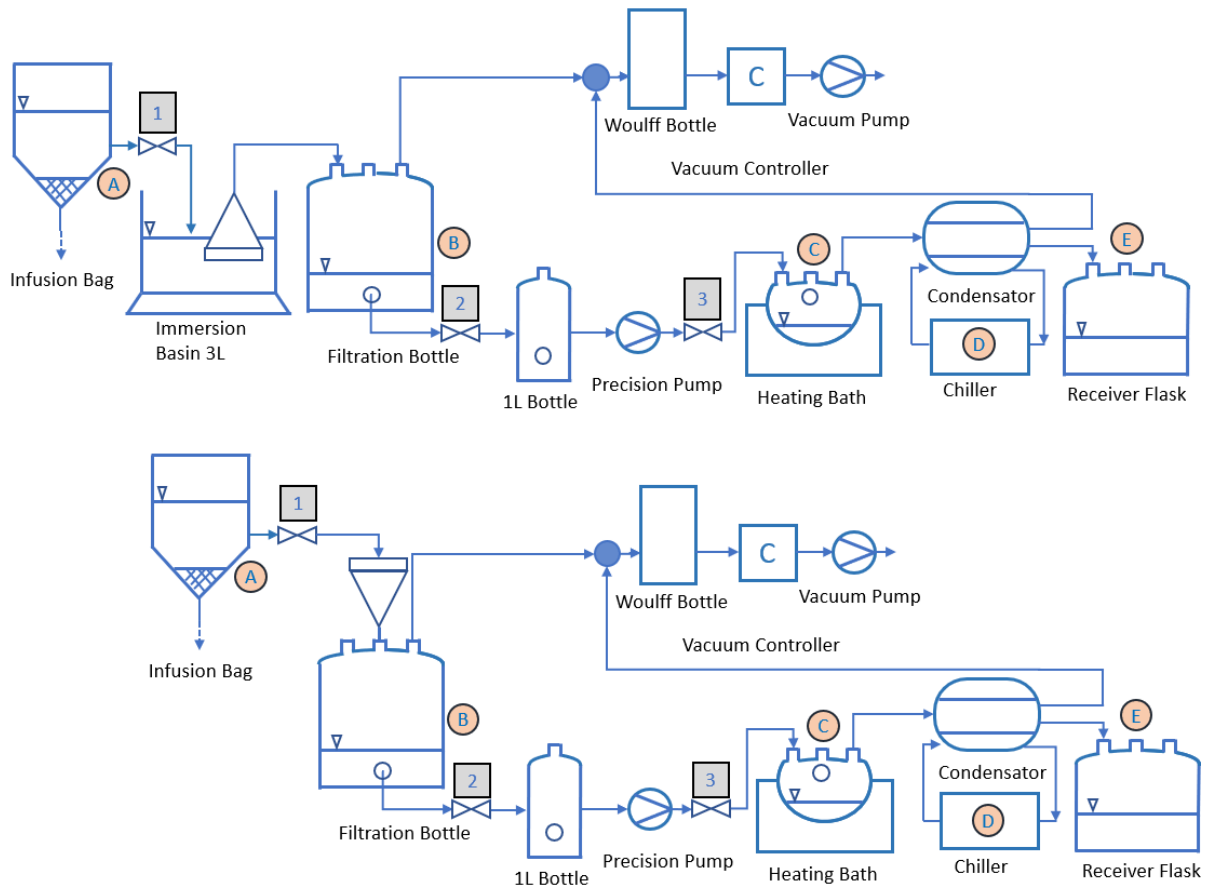 1
C
Woulff Bottle
Vacuum Pump
Vacuum Controller
A
B
C
E
Infusion Bag
Immersion
Basin 3L
2
Filtration Bottle
1L Bottle
3
Precision Pump
Heating Bath
Condensator
D
Chiller
Receiver Flask
1
C
Woulff Bottle
Vacuum Pump
Vacuum Controller
A
Infusion Bag
B
C
E
2
Filtration Bottle
1L Bottle
3
Precision Pump
Heating Bath
Condensator
D
Chiller
Receiver Flask